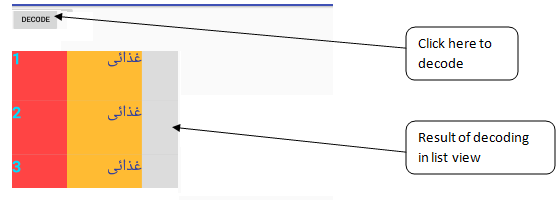 DECODE
Click here to
decode
1 غذائی
2 غذائی
3 غذائی
Result of decoding
in list view